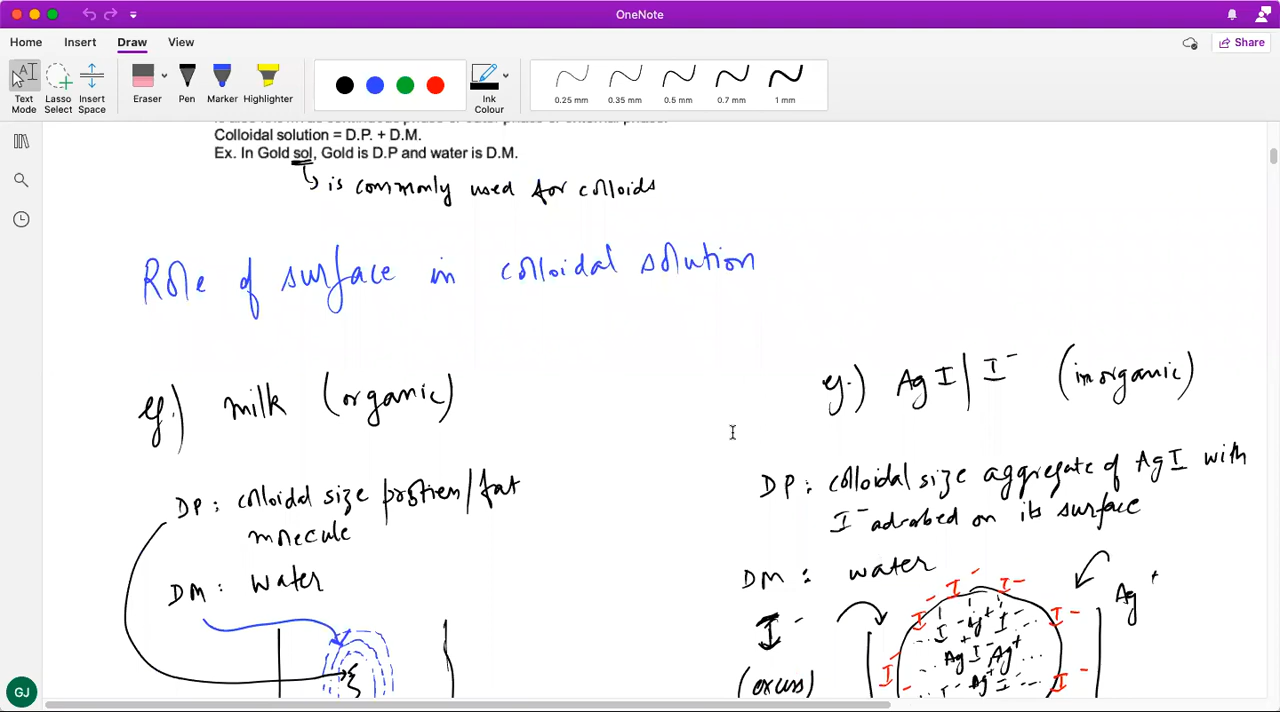 OneNote
Home Insert Draw View
Share
Text Mode
Lasso Select
Insert Space
Eraser
Pen
Marker
Highlighter
Ink Colour
0.25 mm
0.35 mm
0.5 mm
0.7 mm
1 mm
Colloidal solution = D.P. + D.M.
Ex. In Gold sol, Gold is D.P and water is D.M.
is commonly used for colloids
Role of surface in colloidal solution
eg.) milk (organic)
DP: colloidal size protien/fat
molecule
DM: water
eg.) AgI/I⁻ (inorganic)
DP: colloidal size aggregate of AgI with
I⁻ adsorbed on its surface
DM: water
I⁻
(excess)
I⁻ I⁻ I⁻ I⁻ I⁻ I⁻
Ag⁺
GJ